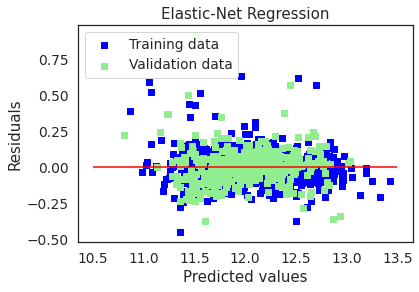 Elastic-Net Regression
Training data
Validation data
Residuals
0.75
0.50
0.25
0.00
−0.25
−0.50
10.5 11.0 11.5 12.0 12.5 13.0 13.5
Predicted values